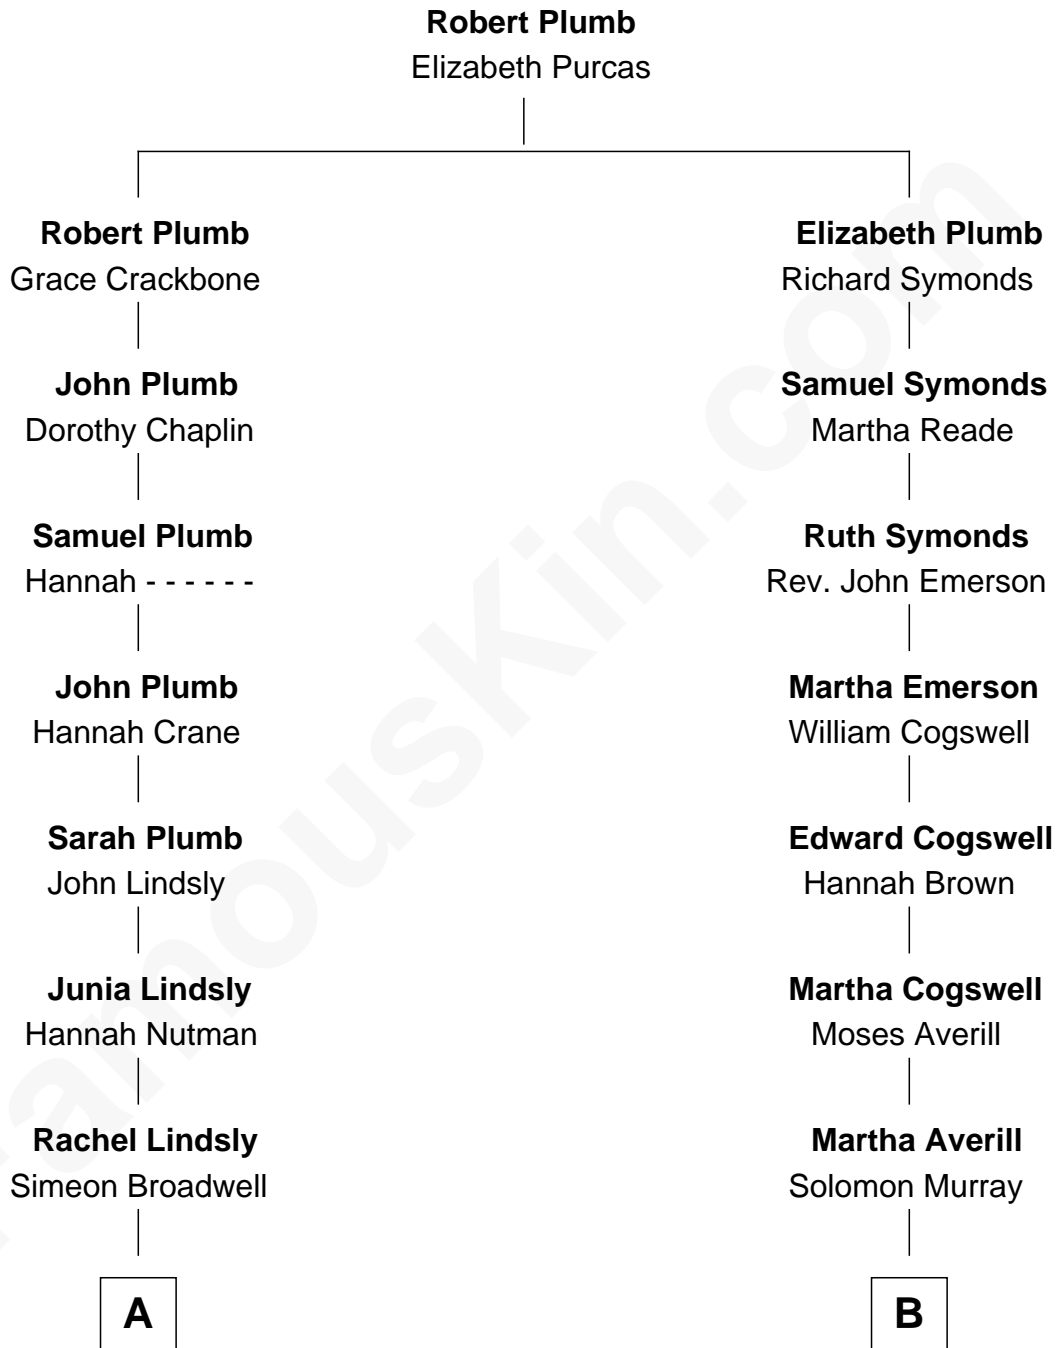 Robert Plumb
Elizabeth Purcas
Robert Plumb
Grace Crackbone
John Plumb
Dorothy Chaplin
Samuel Plumb
Hannah - - - - - -
John Plumb
Hannah Crane
Sarah Plumb
John Lindsly
Junia Lindsly
Hannah Nutman
Rachel Lindsly
Simeon Broadwell
A
Elizabeth Plumb
Richard Symonds
Samuel Symonds
Martha Reade
Ruth Symonds
Rev. John Emerson
Martha Emerson
William Cogswell
Edward Cogswell
Hannah Brown
Martha Cogswell
Moses Averill
Martha Averill
Solomon Murray
B
FamousKin.com